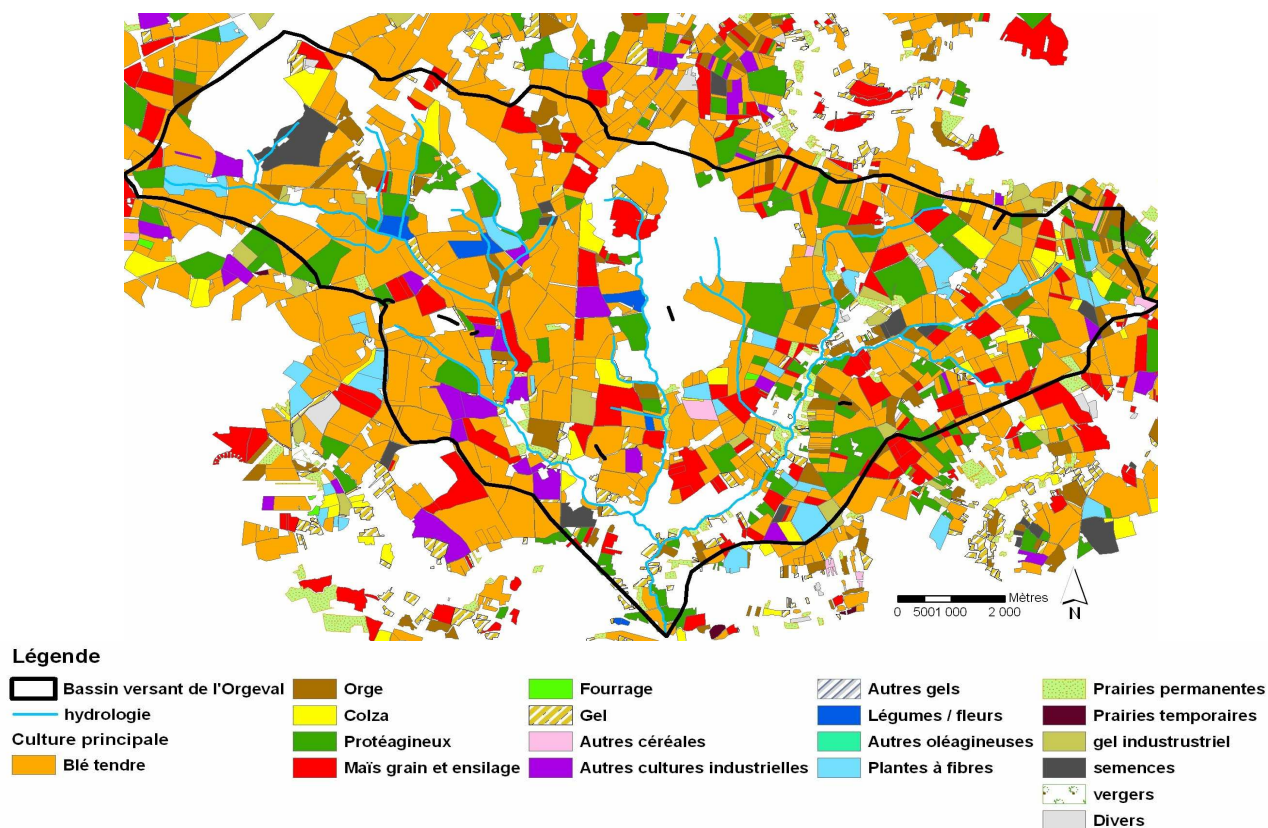 Mètres
0 5001 000 2 000
N
Légende
Bassin versant de l'Orgeval
hydrologie
Culture principale
Blé tendre
Orge
Colza
Protéagineux
Maïs grain et ensilage
Fourrage
Gel
Autres céréales
Autres cultures industrielles
Autres gels
Légumes / fleurs
Autres oléagineuses
Plantes à fibres
Prairies permanentes
Prairies temporaires
gel industrustriel
semences
vergers
Divers